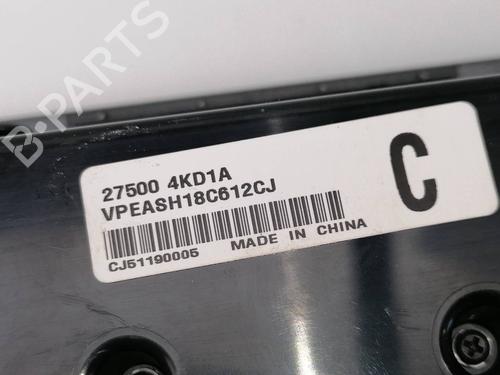 B-PARTS
27500 4KD1A
VPEASH18C612CJ
C
CJ51190005 MADE IN CHINA